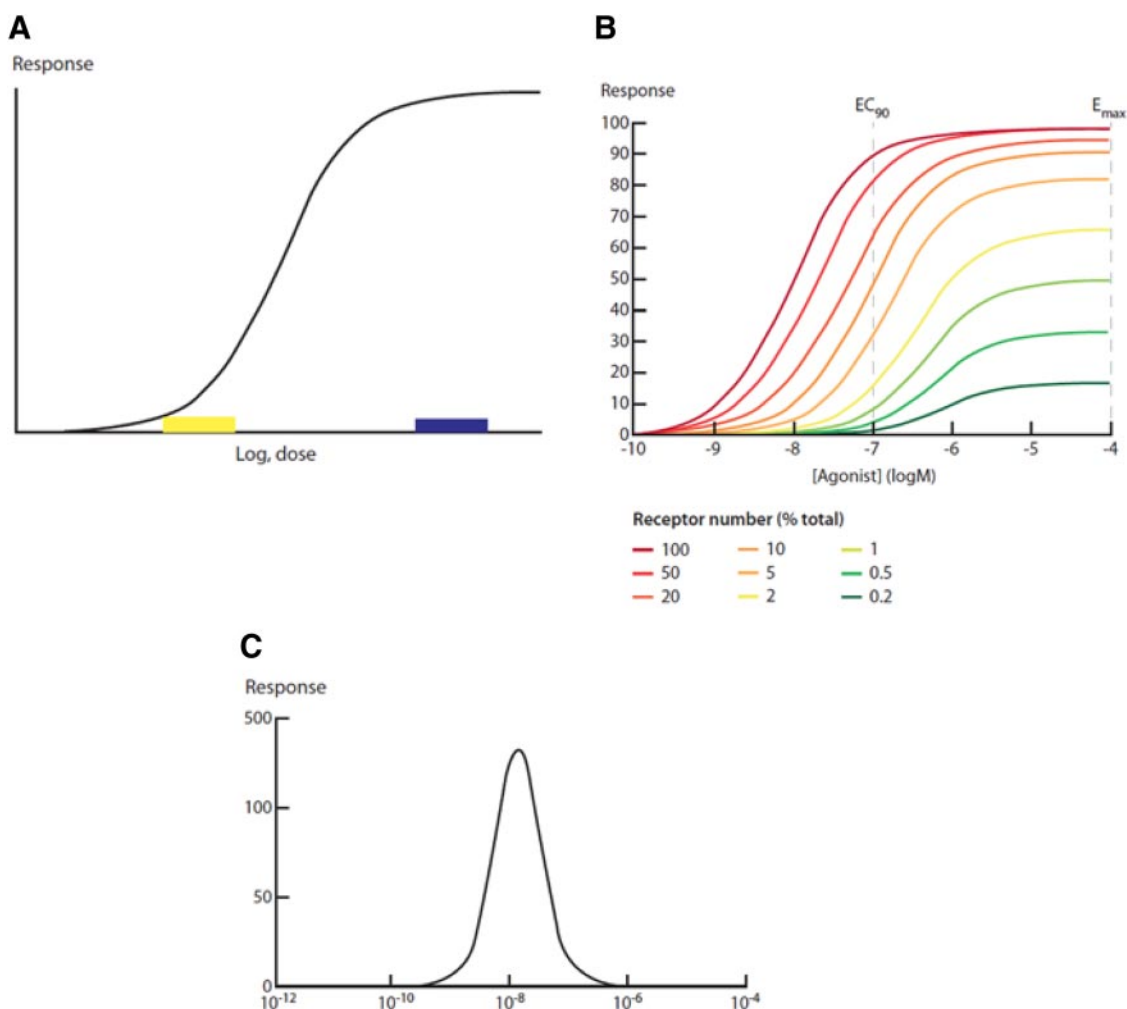 A
Response
Log, dose
B
Response
EC90
Emax
100
90
80
70
60
50
40
30
20
10
0
-10 -9 -8 -7 -6 -5 -4
[Agonist] (logM)
Receptor number (% total)
100 10 1
50 5 0.5
20 2 0.2
C
Response
500
100
50
0
10-12 10-10 10-8 10-6 10-4